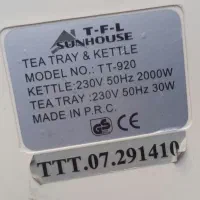 T-F-L
SUNHOUSE
TEA TRAY & KETTLE
MODEL NO.: TT-920
KETTLE:230V 50Hz 2000W
TEA TRAY :230V 50Hz 30W
MADE IN P.R.C.
TTT.07.291410